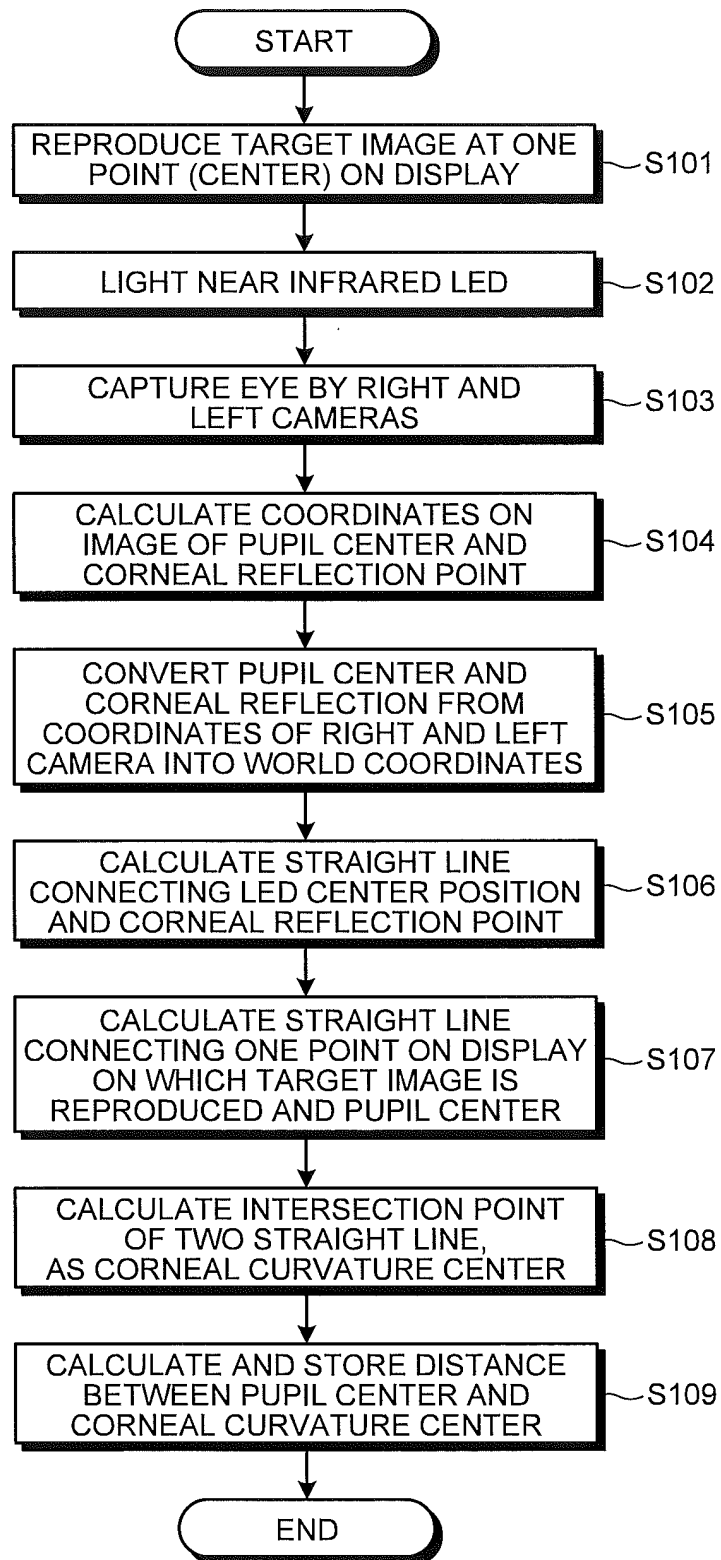 START
REPRODUCE TARGET IMAGE AT ONE
POINT (CENTER) ON DISPLAY
S101
LIGHT NEAR INFRARED LED
S102
CAPTURE EYE BY RIGHT AND
LEFT CAMERAS
S103
CALCULATE COORDINATES ON
IMAGE OF PUPIL CENTER AND
CORNEAL REFLECTION POINT
S104
CONVERT PUPIL CENTER AND
CORNEAL REFLECTION FROM
COORDINATES OF RIGHT AND LEFT
CAMERA INTO WORLD COORDINATES
S105
CALCULATE STRAIGHT LINE
CONNECTING LED CENTER POSITION
AND CORNEAL REFLECTION POINT
S106
CALCULATE STRAIGHT LINE
CONNECTING ONE POINT ON DISPLAY
ON WHICH TARGET IMAGE IS
REPRODUCED AND PUPIL CENTER
S107
CALCULATE INTERSECTION POINT
OF TWO STRAIGHT LINE,
AS CORNEAL CURVATURE CENTER
S108
CALCULATE AND STORE DISTANCE
BETWEEN PUPIL CENTER AND
CORNEAL CURVATURE CENTER
S109
END